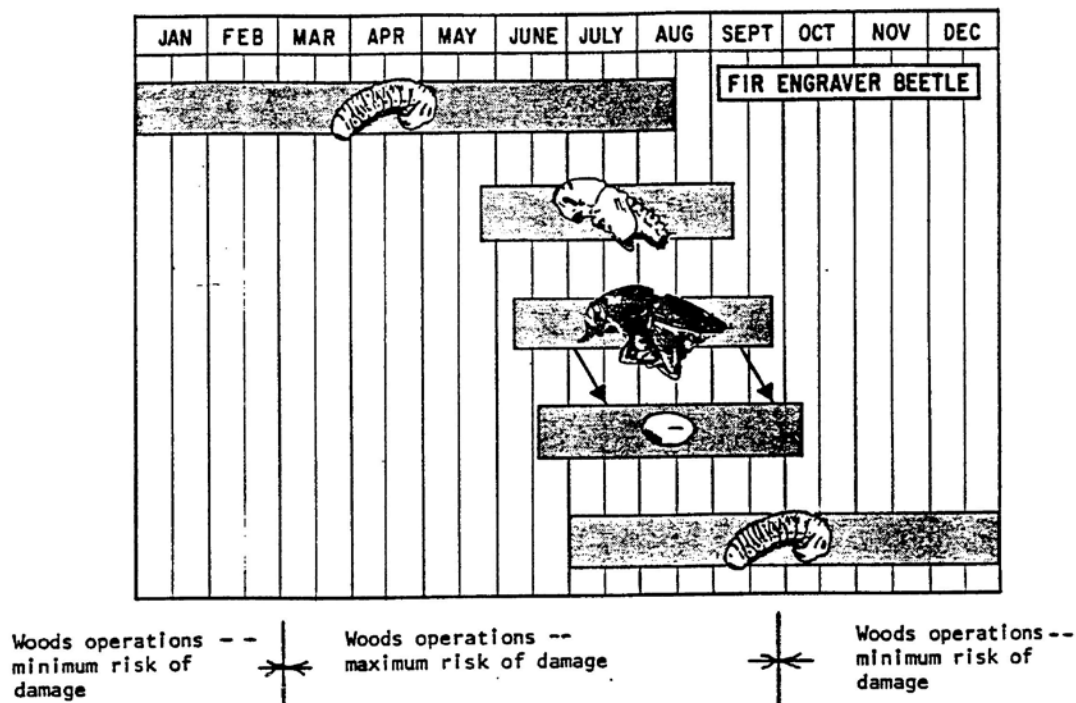 JAN FEB MAR APR MAY JUNE JULY AUG SEPT OCT NOV DEC
FIR ENGRAVER BEETLE
Woods operations --
minimum risk of
damage
Woods operations --
maximum risk of damage
Woods operations --
minimum risk of
damage